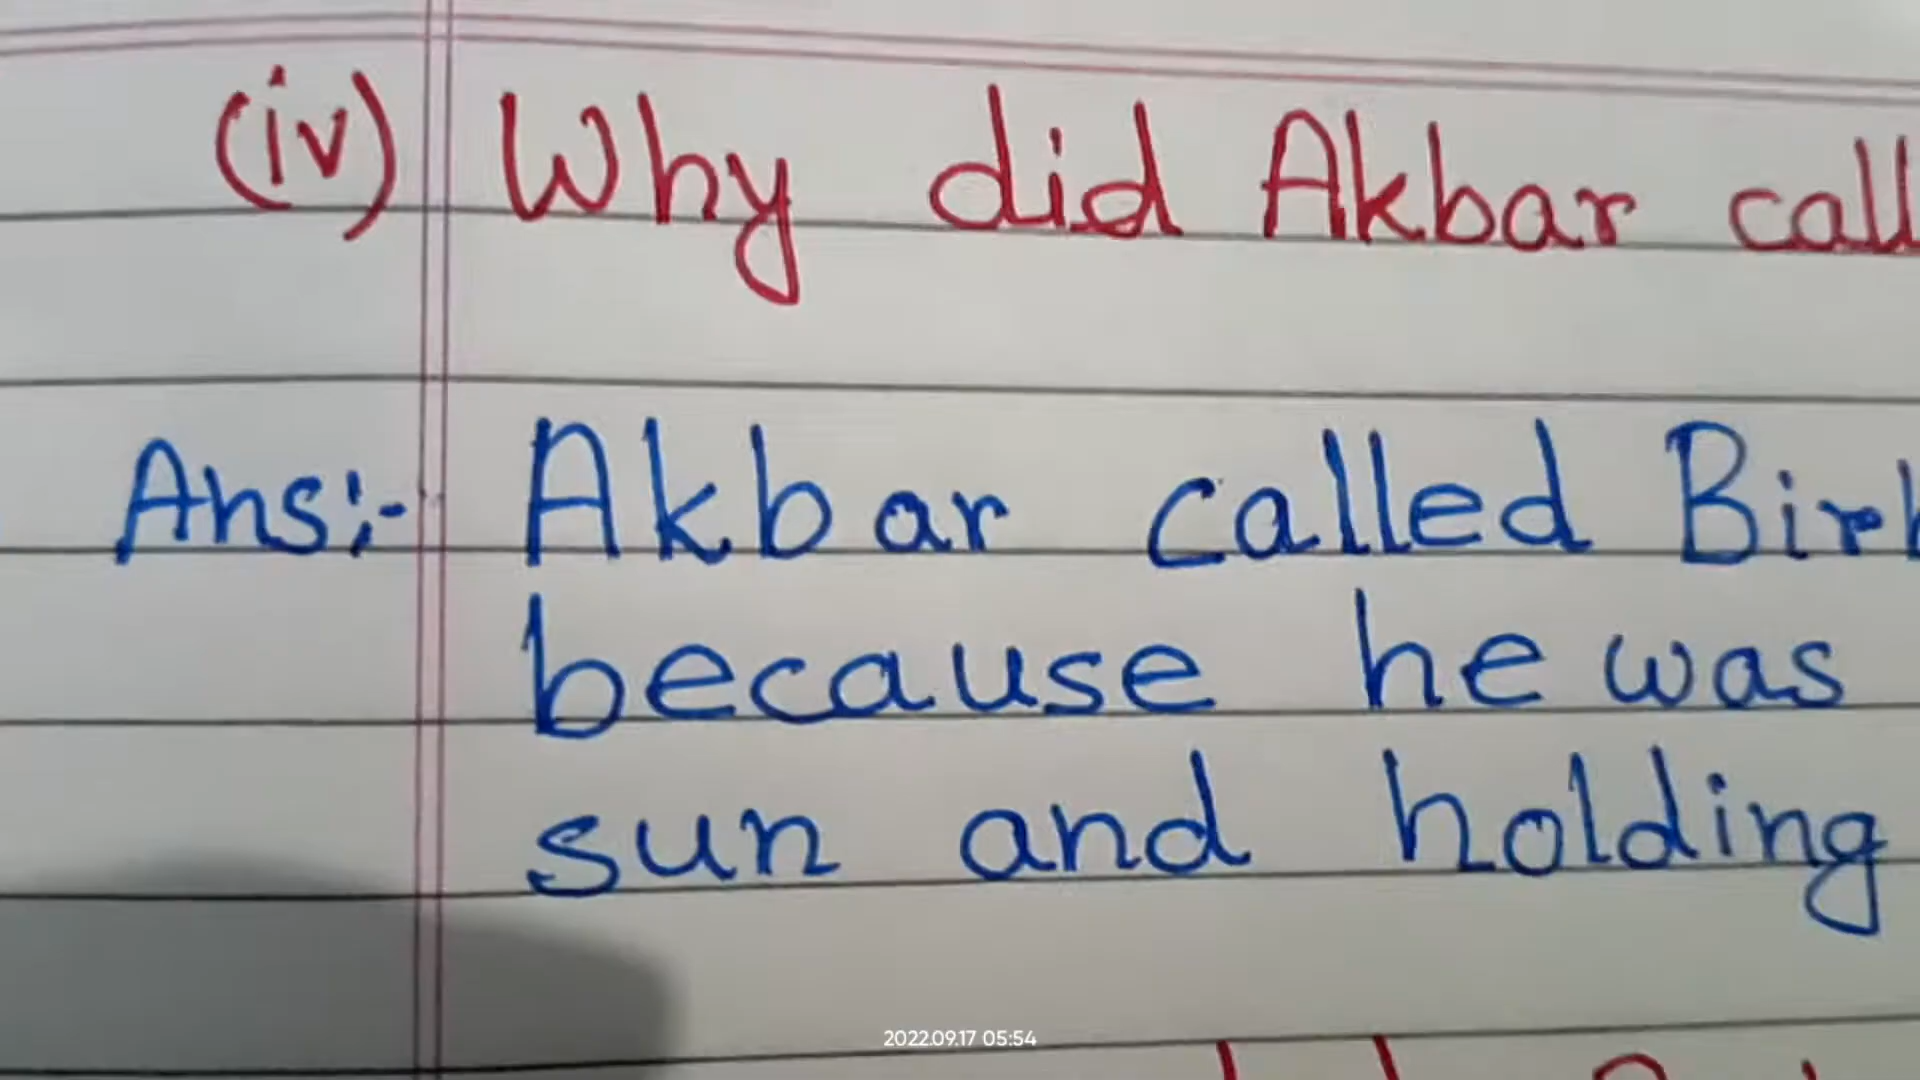 (iv) Why did Akbar call
Ans:- Akbar called Birb
because he was
sun and holding
2022.09.17 05:54